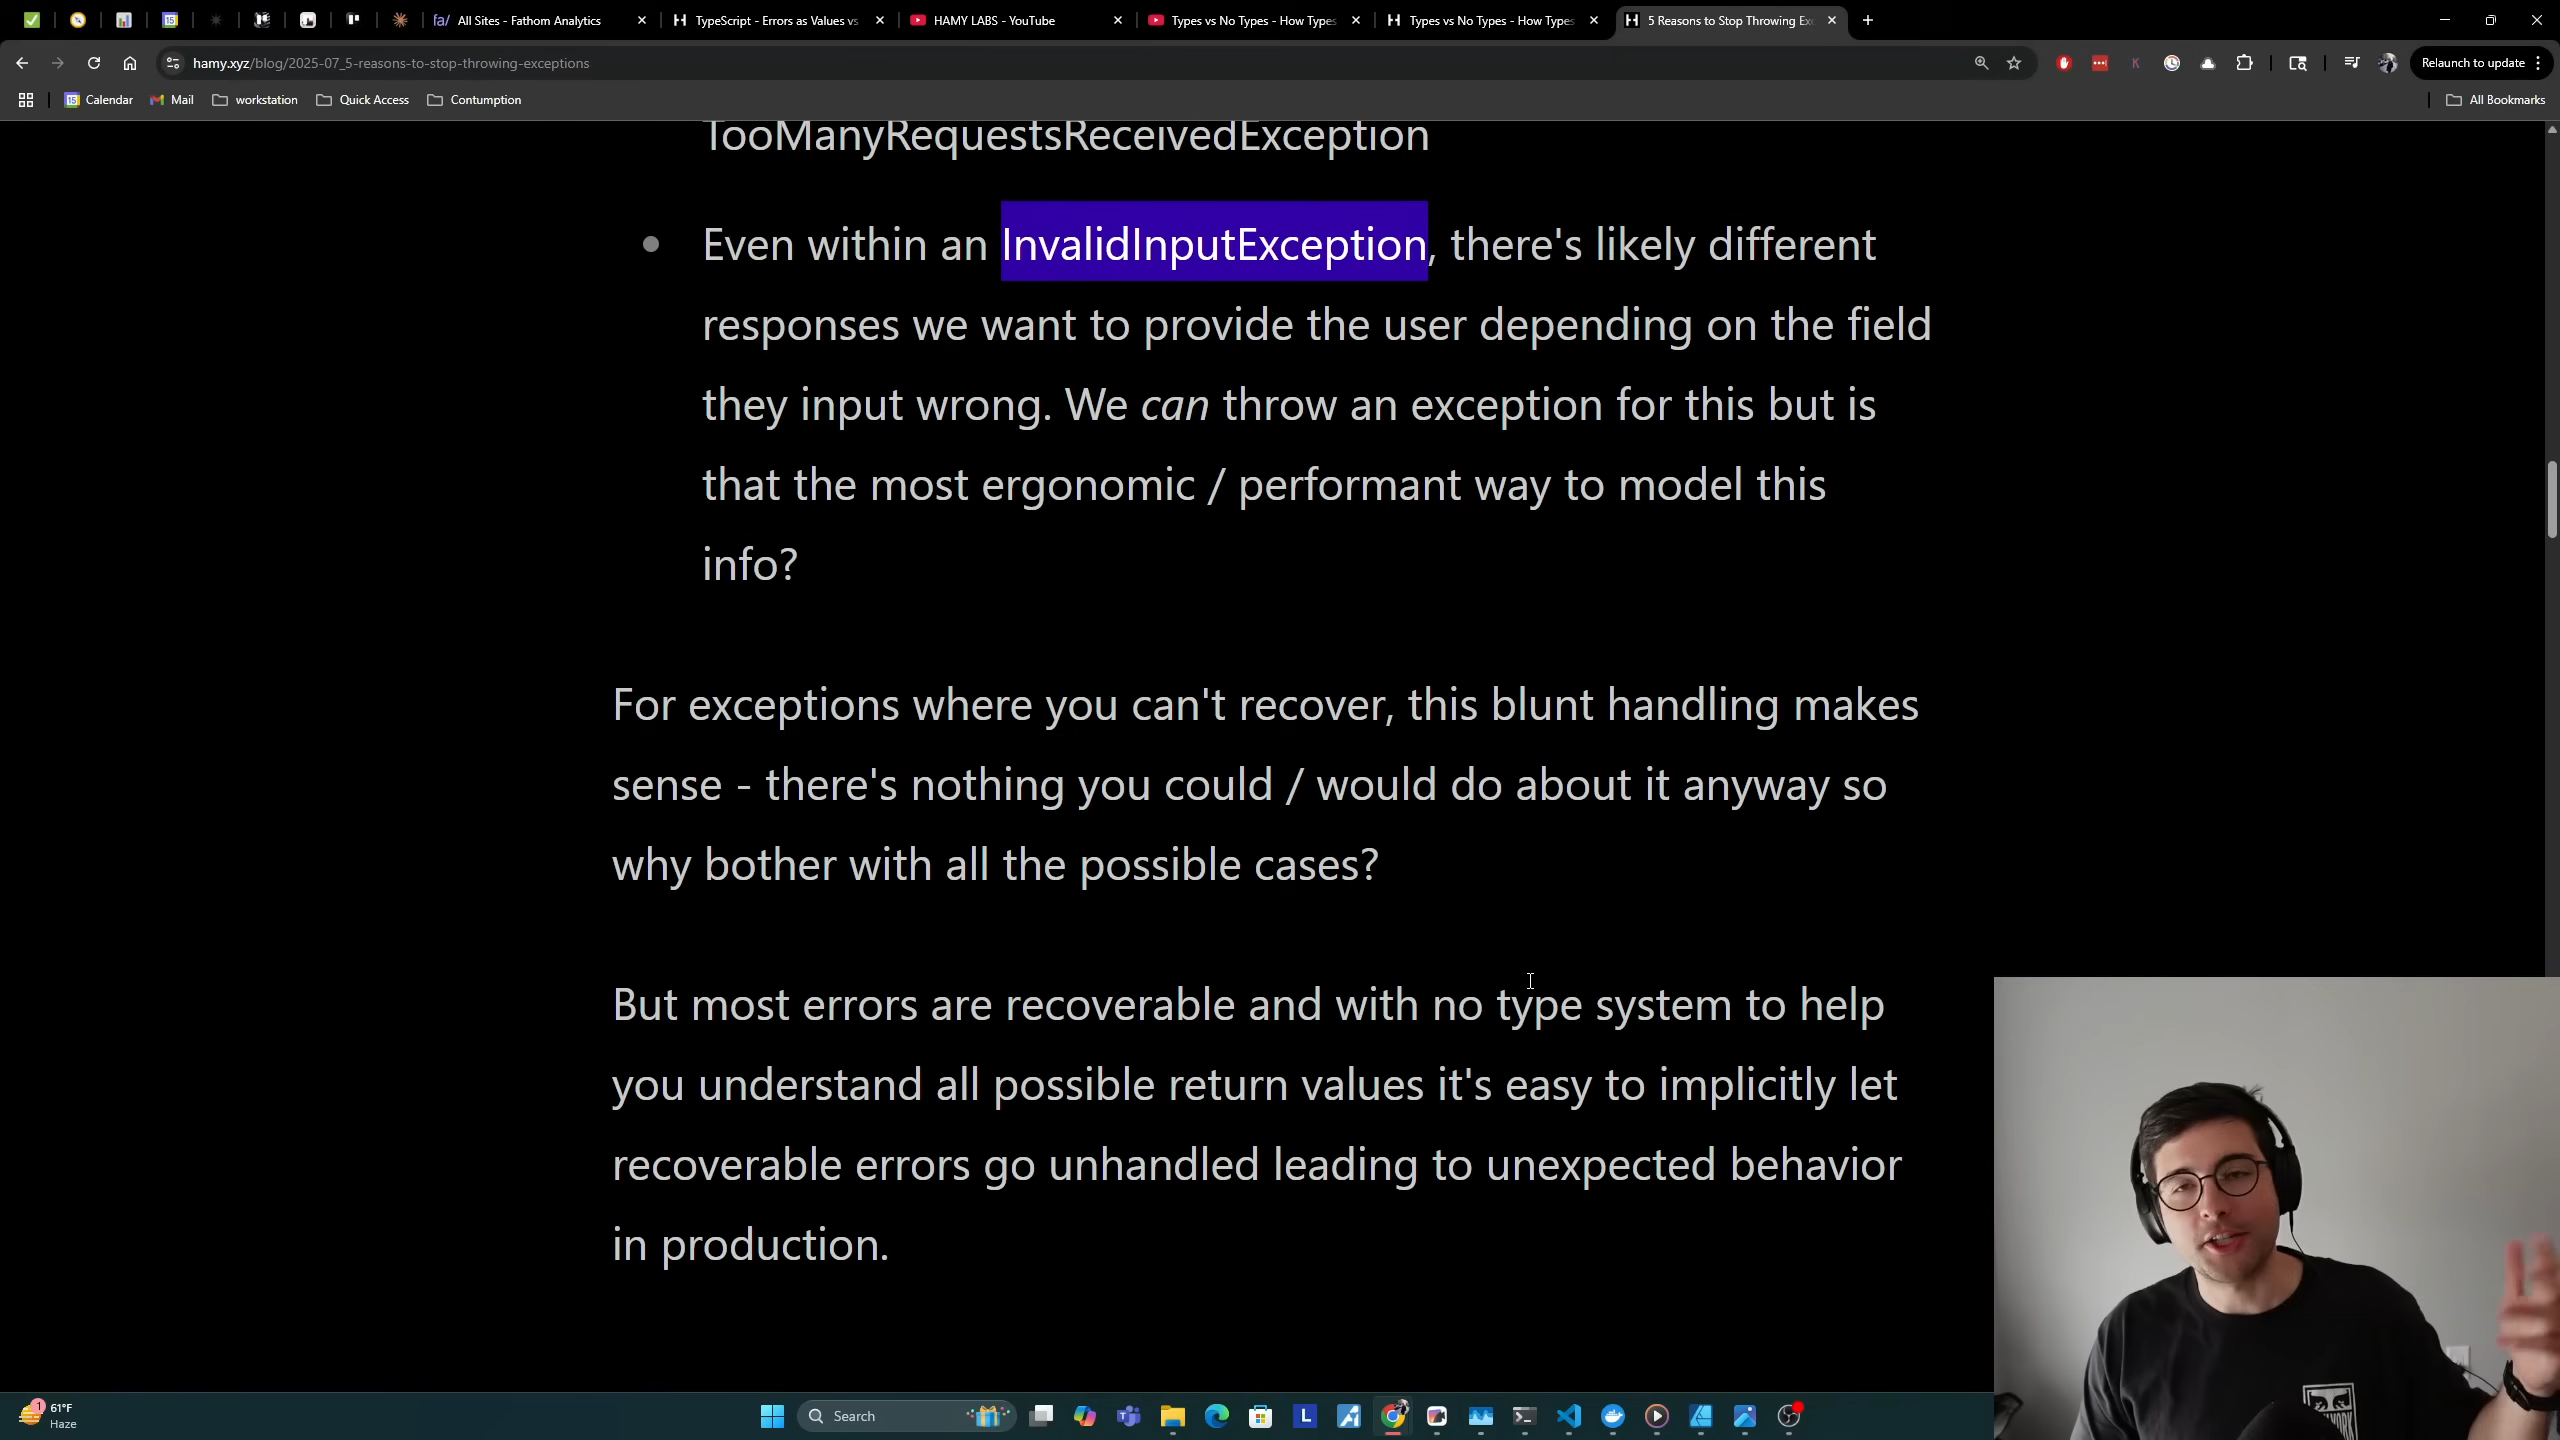 All Sites - Fathom Analytics
TypeScript - Errors as Values vs
HAMY LABS - YouTube
Types vs No Types - How Types
Types vs No Types - How Types
5 Reasons to Stop Throwing Ex
hamy.xyz/blog/2025-07_5-reasons-to-stop-throwing-exceptions
Relaunch to update
Calendar
Mail
workstation
Quick Access
Contumption
All Bookmarks
TooManyRequestsReceivedException
Even within an InvalidInputException, there's likely different
responses we want to provide the user depending on the field
they input wrong. We can throw an exception for this but is
that the most ergonomic / performant way to model this
info?
For exceptions where you can't recover, this blunt handling makes
sense - there's nothing you could / would do about it anyway so
why bother with all the possible cases?
But most errors are recoverable and with no type system to help
you understand all possible return values it's easy to implicitly let
recoverable errors go unhandled leading to unexpected behavior
in production.
1
61°F
Haze
Search